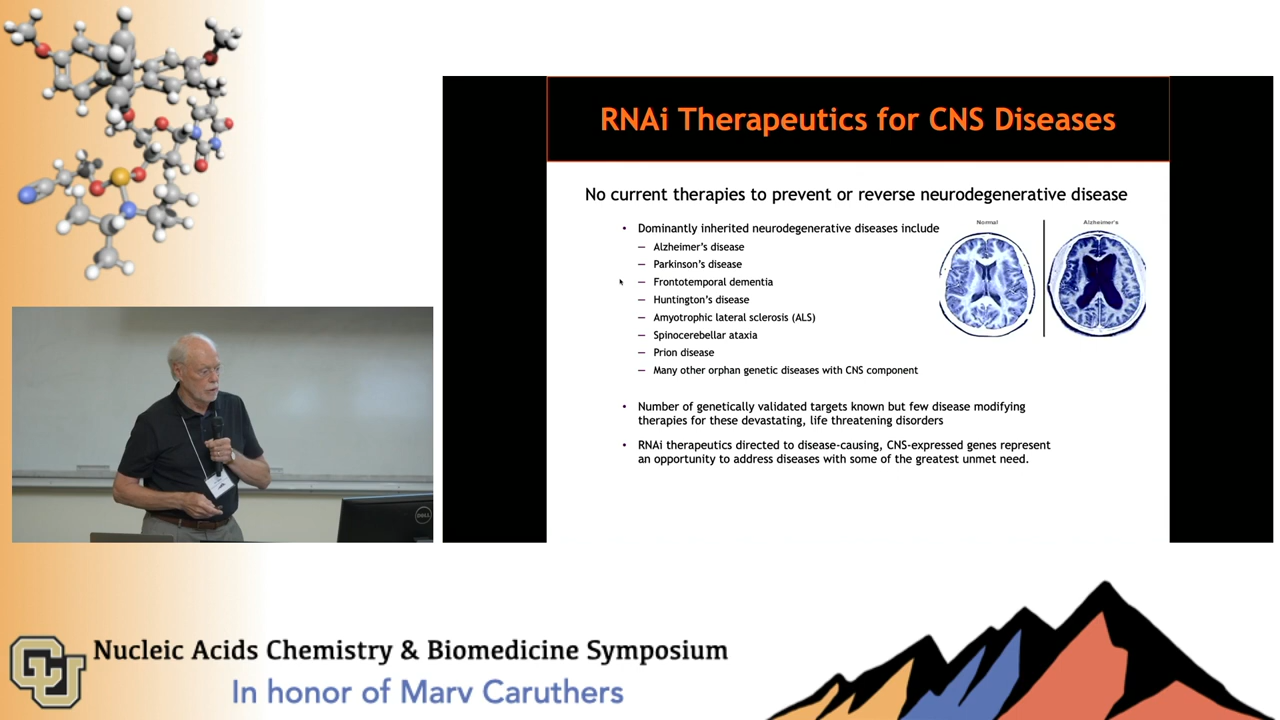 RNAi Therapeutics for CNS Diseases
No current therapies to prevent or reverse neurodegenerative disease
• Dominantly inherited neurodegenerative diseases include
— Alzheimer's disease
— Parkinson's disease
— Frontotemporal dementia
— Huntington's disease
— Amyotrophic lateral sclerosis (ALS)
— Spinocerebellar ataxia
— Prion disease
— Many other orphan genetic diseases with CNS component
Normal
Alzheimer's
• Number of genetically validated targets known but few disease modifying
therapies for these devastating, life threatening disorders
• RNAi therapeutics directed to disease-causing, CNS-expressed genes represent
an opportunity to address diseases with some of the greatest unmet need.
DELL
CU
Nucleic Acids Chemistry & Biomedicine Symposium
In honor of Marv Caruthers